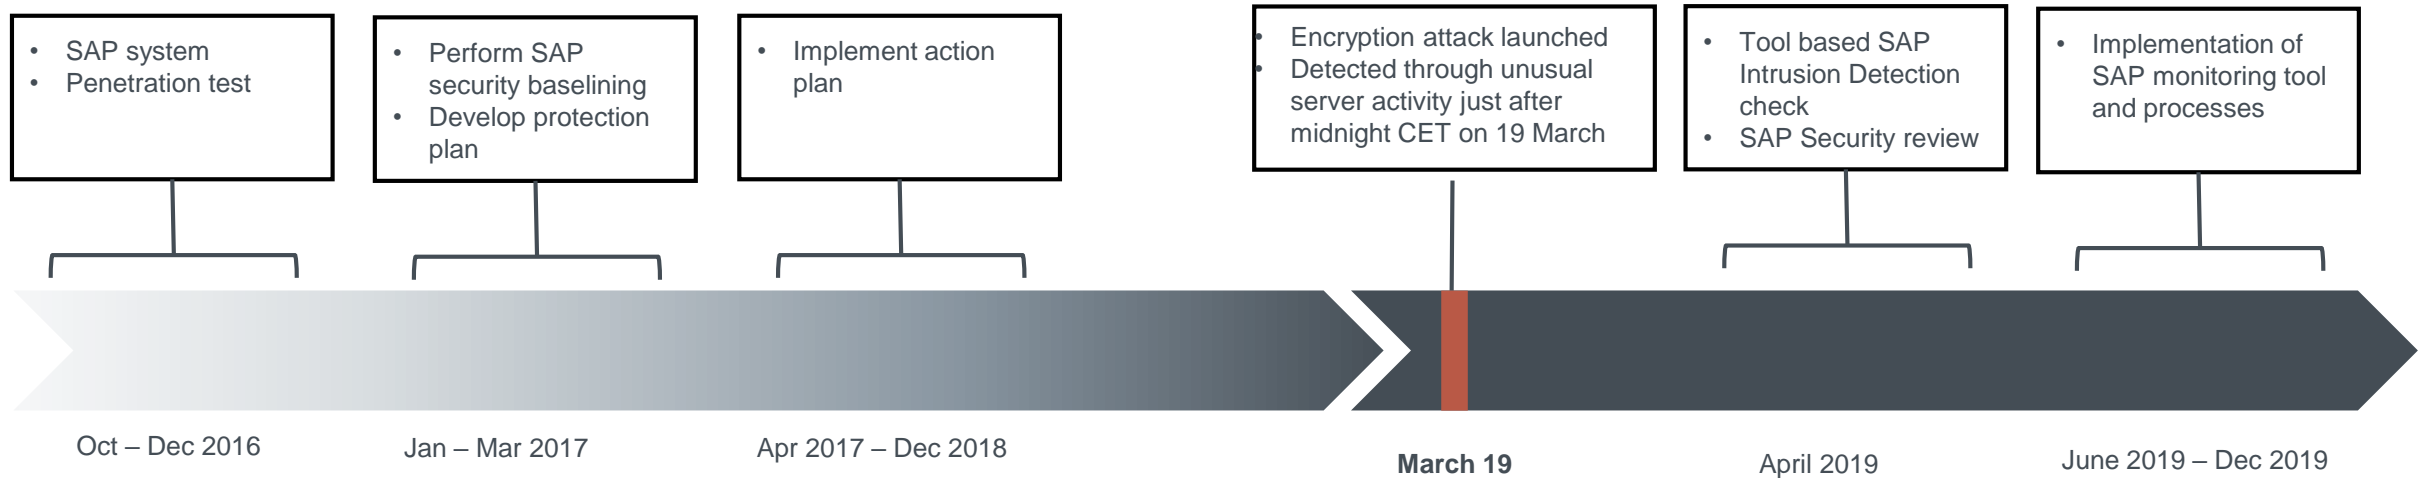 • SAP system
• Penetration test
• Perform SAP
security baselining
• Develop protection
plan
• Implement action
plan
• Encryption attack launched
• Detected through unusual
server activity just after
midnight CET on 19 March
• Tool based SAP
Intrusion Detection
check
• SAP Security review
• Implementation of
SAP monitoring tool
and processes
Oct – Dec 2016
Jan – Mar 2017
Apr 2017 – Dec 2018
March 19
April 2019
June 2019 – Dec 2019